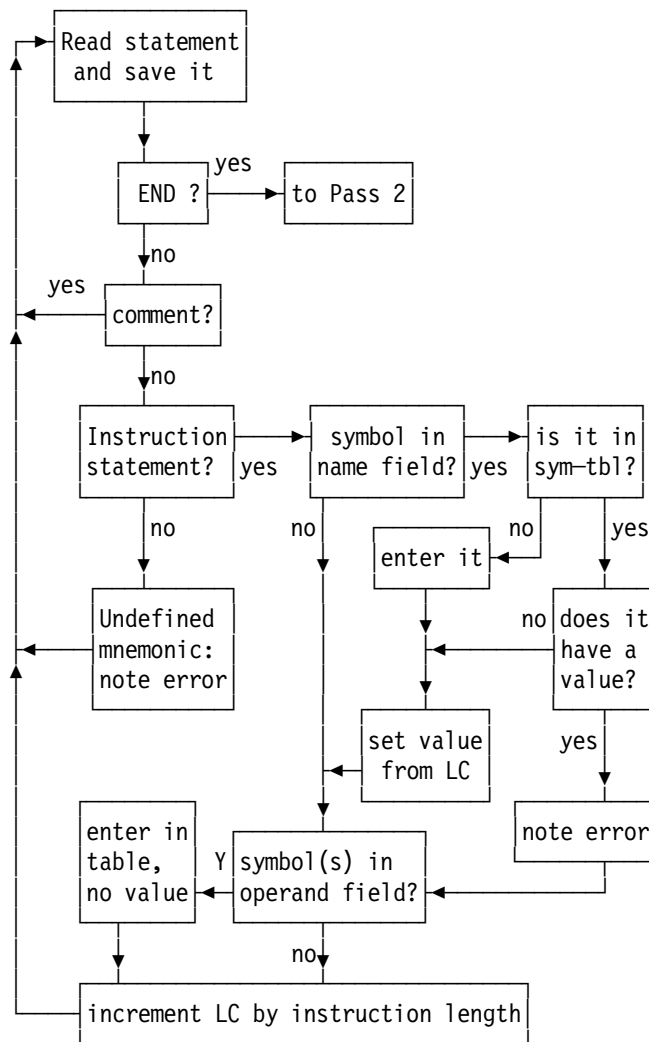 Read statement
and save it
yes
END ?
to Pass 2
no
yes
comment?
no
Instruction
statement?
yes
symbol in
name field?
yes
is it in
sym-tbl?
no
no
no
yes
enter it
Undefined
mnemonic:
note error
no
does it
have a
value?
set value
from LC
yes
enter in
table,
no value
Y
symbol(s) in
operand field?
note error
no
increment LC by instruction length